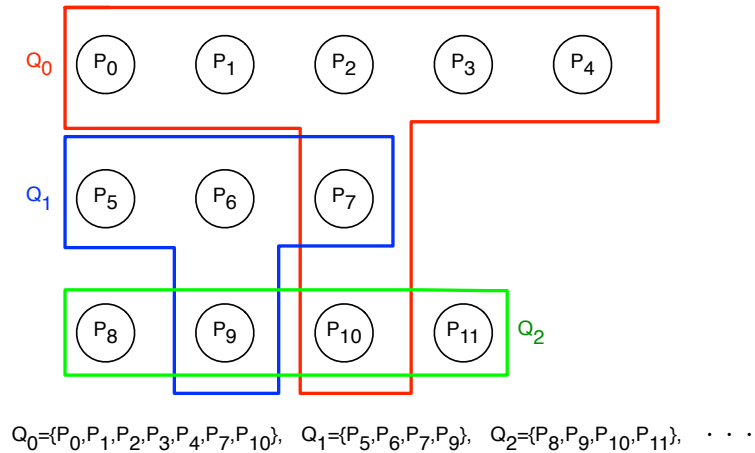 Q0 P0 P1 P2 P3 P4
Q1 P5 P6 P7
P8 P9 P10 P11 Q2
Q0={P0,P1,P2,P3,P4,P7,P10}, Q1={P5,P6,P7,P9}, Q2={P8,P9,P10,P11}, · · ·